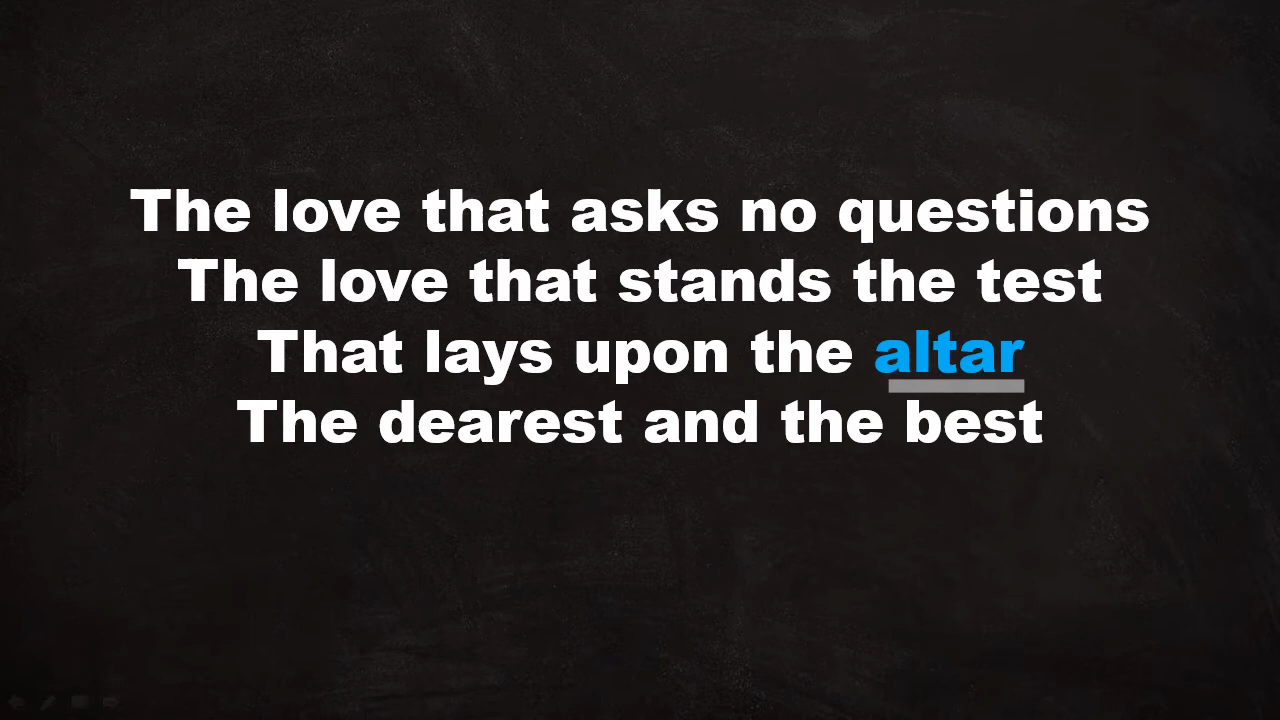 The love that asks no questions
The love that stands the test
That lays upon the altar
The dearest and the best